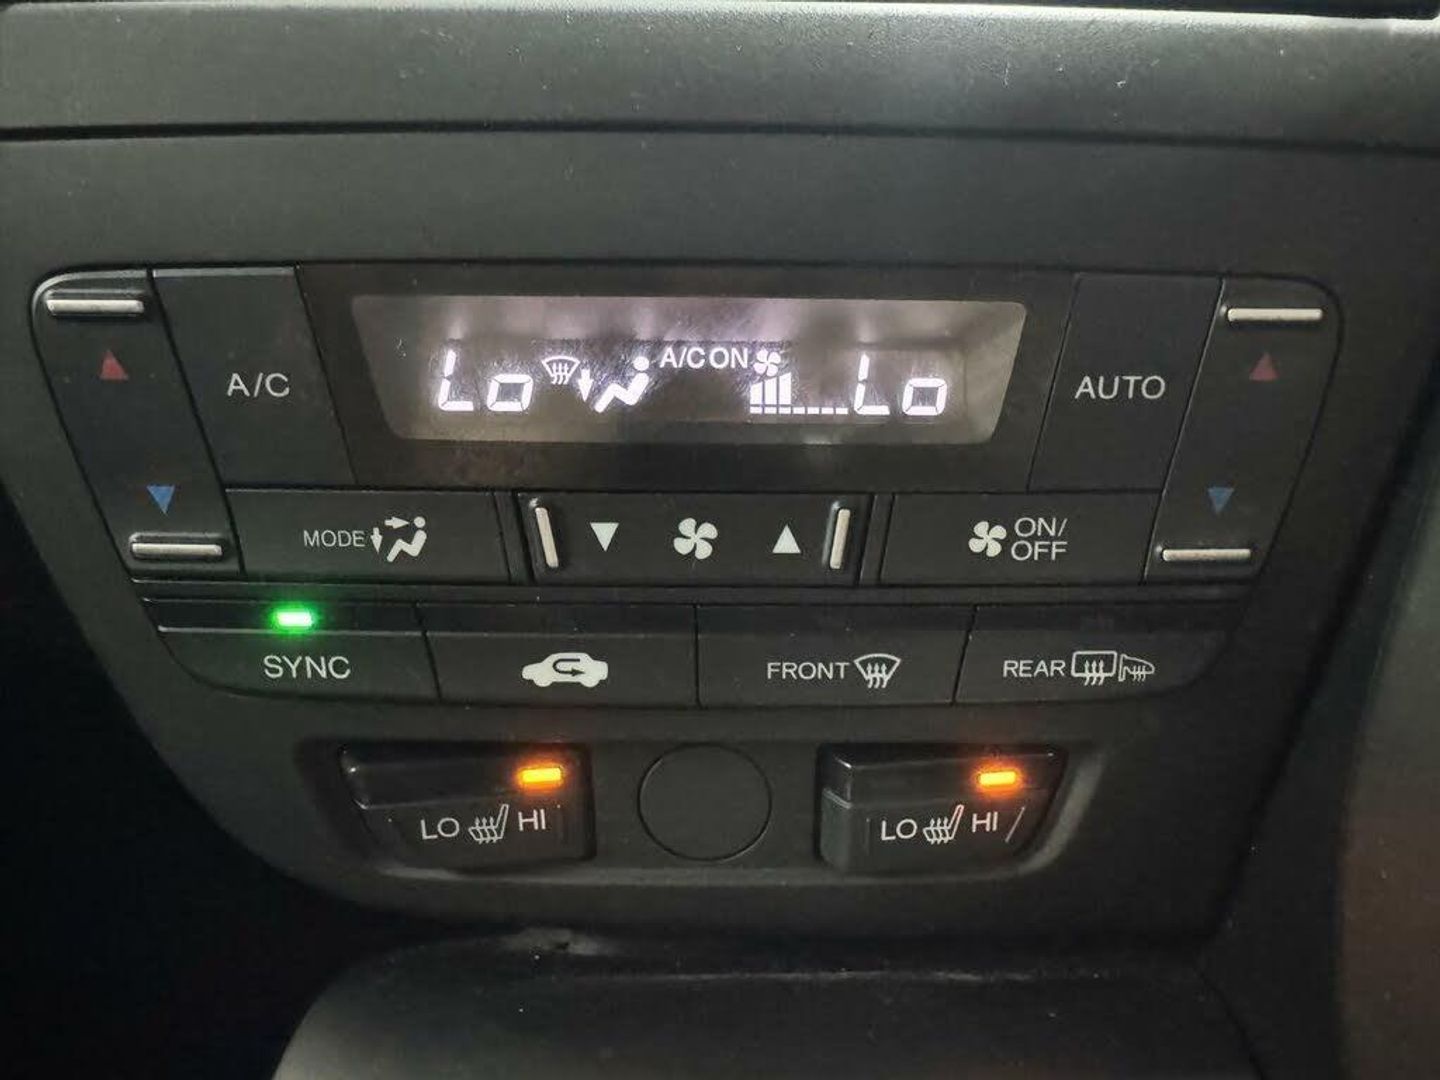 Lo A/C ON Lo
A/C
AUTO
MODE
ON/
OFF
SYNC
FRONT
REAR
LO HI
LO HI